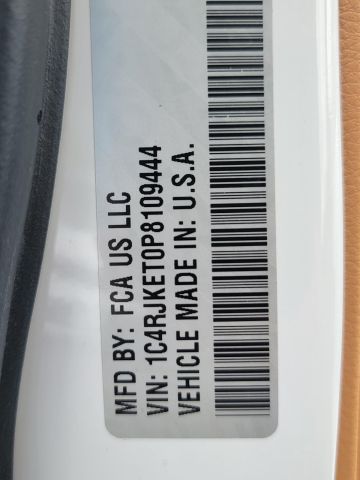 MFD BY: FCA US LLC
VIN: 1C4RJKET0P8109444
VEHICLE MADE IN: U.S.A.